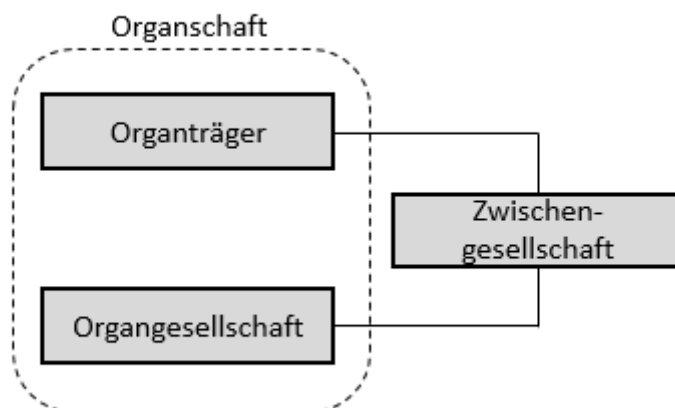 Organschaft
Organträger
Zwischen-
gesellschaft
Organgesellschaft